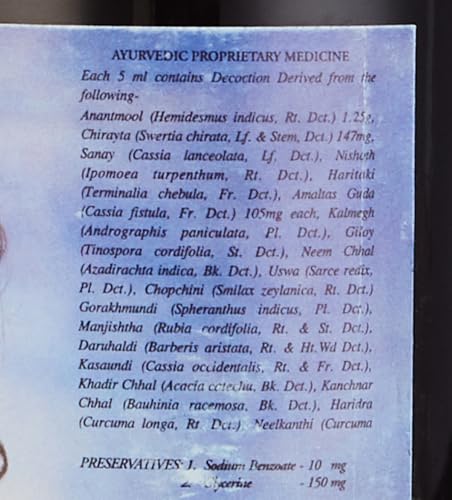 AYURVEDIC PROPRIETARY MEDICINE
Each 5 ml contains Decoction Derived from the
following-
Anantmool (Hemidesmus indicus, Rt. Dct.) 1.25g,
Chirayta (Swertia chirata, Lf. & Stem, Dct.) 147mg,
Sanay (Cassia lanceolata, Lf. Dct.), Nishoth
(Ipomoea turpenthum, Rt. Dct.), Haritaki
(Terminalia chebula, Fr. Dct.), Amaltas Guda
(Cassia fistula, Fr. Dct.) 105mg each, Kalmegh
(Andrographis paniculata, Pl. Dct.), Giloy
(Tinospora cordifolia, St. Dct.), Neem Chhal
(Azadirachta indica, Bk. Dct.), Uswa (Sarce redix,
Pl. Dct.), Chopchini (Smilax zeylanica, Rt. Dct.)
Gorakhmundi (Spheranthus indicus, Pl. Dct.),
Manjishtha (Rubia cordifolia, Rt. & St. Dct.),
Daruhaldi (Barberis aristata, Rt. & Ht.Wd Dct.),
Kasaundi (Cassia occidentalis, Rt. & Fr. Dct.),
Khadir Chhal (Acacia catechu, Bk. Dct.), Kanchnar
Chhal (Bauhinia racemosa, Bk. Dct.), Haridra
(Curcuma longa, Rt. Dct.) Neelkanthi (Curcuma
PRESERVATIVES 1. Sodium Benzoate - 10 mg
2. Glycerine - 150 mg